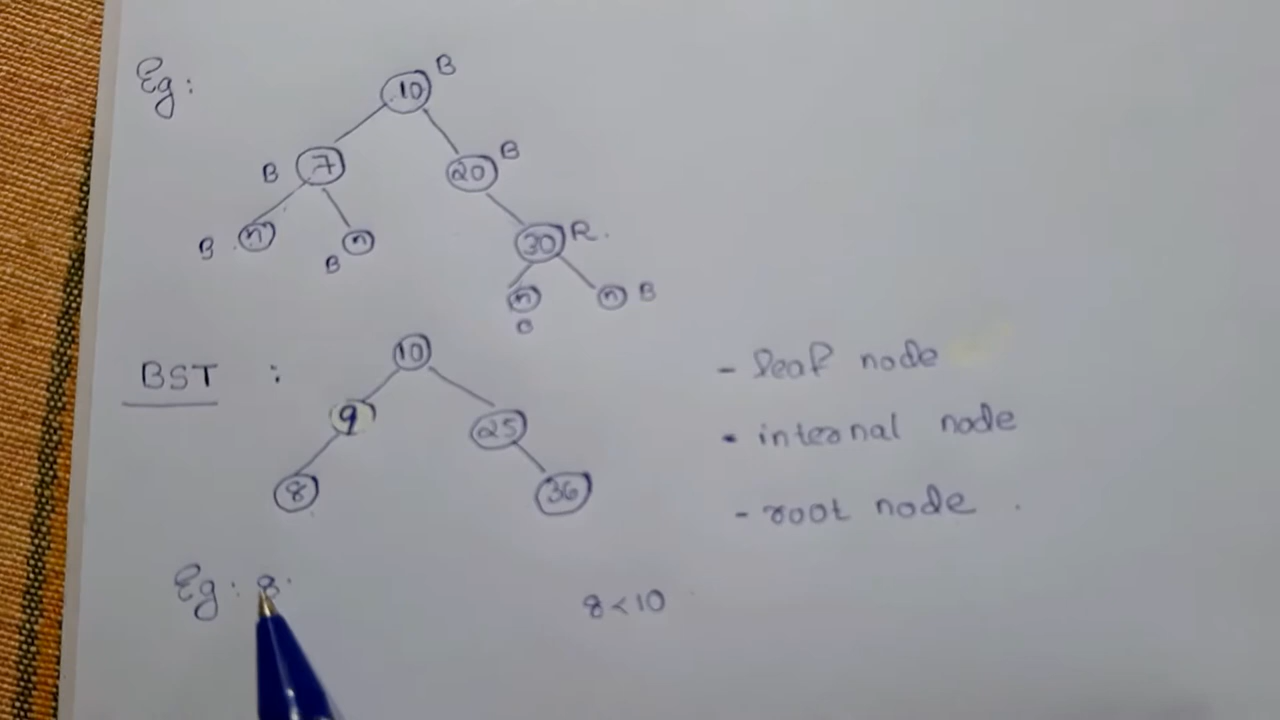 Eg:
10 B
B 7
20 B
B n
n B
30 R.
n
n B
BST :
10
9
25
8
36
- leaf node
- internal node
- root node.
Eg: 8
8<10